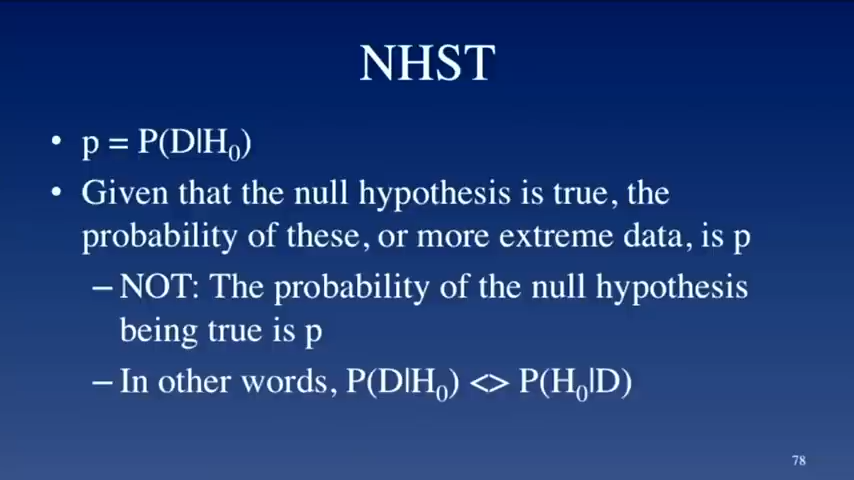 NHST
• p = P(D|H₀)
• Given that the null hypothesis is true, the
probability of these, or more extreme data, is p
– NOT: The probability of the null hypothesis
being true is p
– In other words, P(D|H₀) <> P(H₀|D)
78